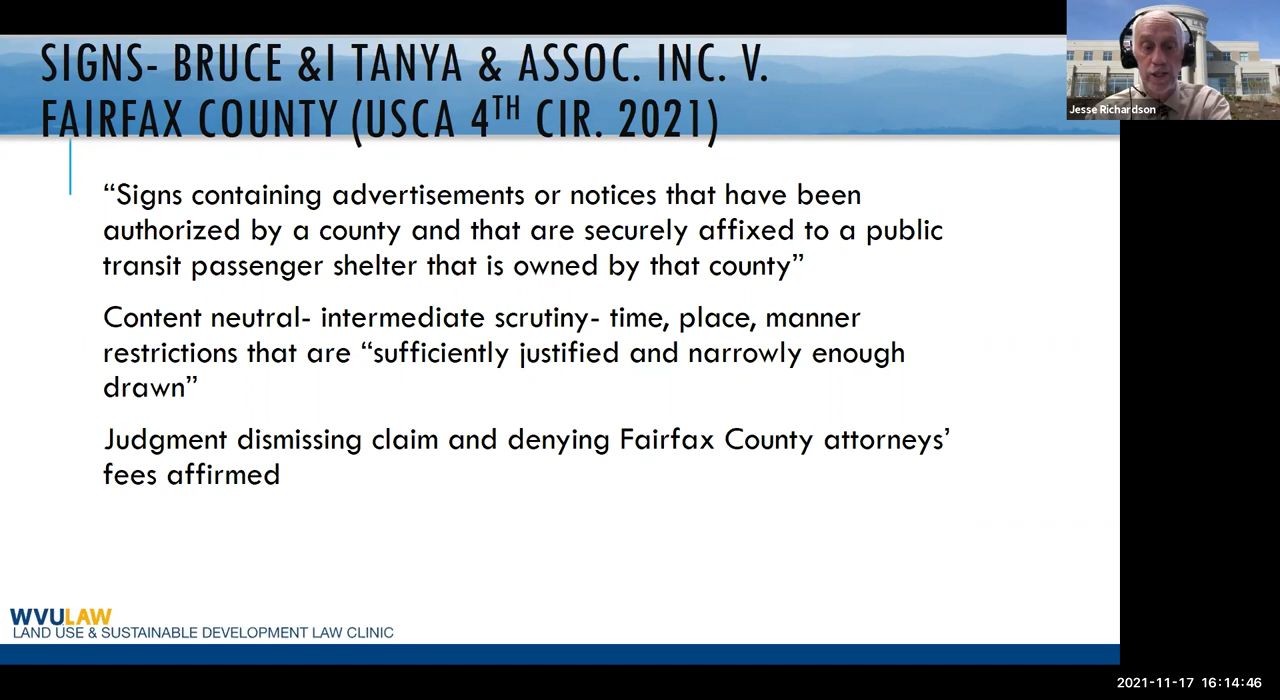 SIGNS- BRUCE &I TANYA & ASSOC. INC. V.
FAIRFAX COUNTY (USCA 4TH CIR. 2021)
Jesse Richardson
“Signs containing advertisements or notices that have been
authorized by a county and that are securely affixed to a public
transit passenger shelter that is owned by that county”
Content neutral- intermediate scrutiny- time, place, manner
restrictions that are “sufficiently justified and narrowly enough
drawn”
Judgment dismissing claim and denying Fairfax County attorneys’
fees affirmed
WVULAW
LAND USE & SUSTAINABLE DEVELOPMENT LAW CLINIC
2021-11-17 16:14:46